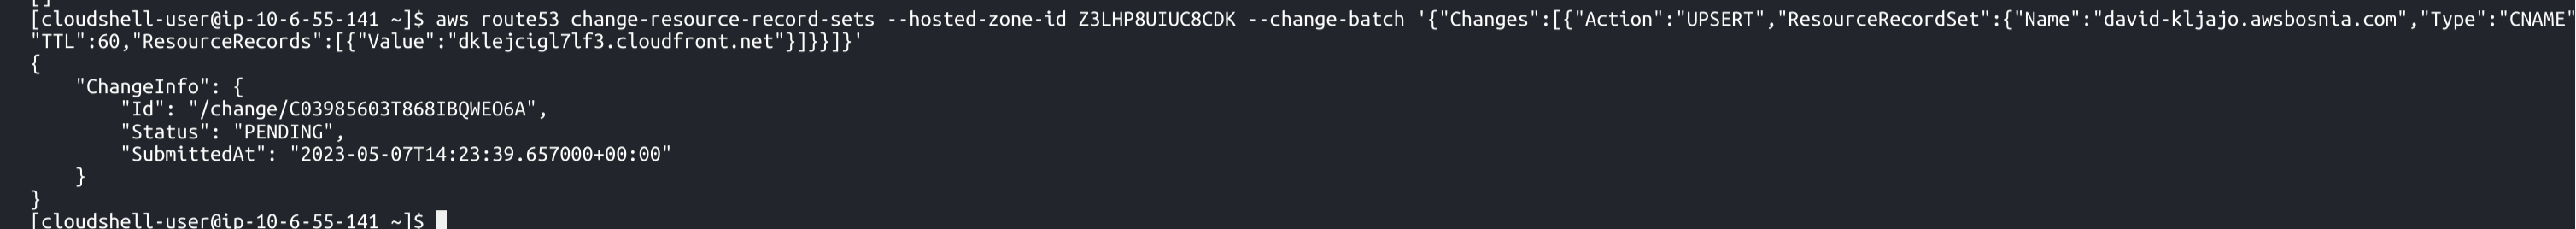 []
[cloudshell-user@ip-10-6-55-141 ~]$ aws route53 change-resource-record-sets --hosted-zone-id Z3LHP8UIUC8CDK --change-batch '{"Changes":[{"Action":"UPSERT","ResourceRecordSet":{"Name":"david-kljajo.awsbosnia.com","Type":"CNAME"
"TTL":60,"ResourceRecords":[{"Value":"dklejcigl7lf3.cloudfront.net"}]}}]}'
{
    "ChangeInfo": {
        "Id": "/change/C03985603T868IBQWEO6A",
        "Status": "PENDING",
        "SubmittedAt": "2023-05-07T14:23:39.657000+00:00"
    }
}
[cloudshell-user@ip-10-6-55-141 ~]$